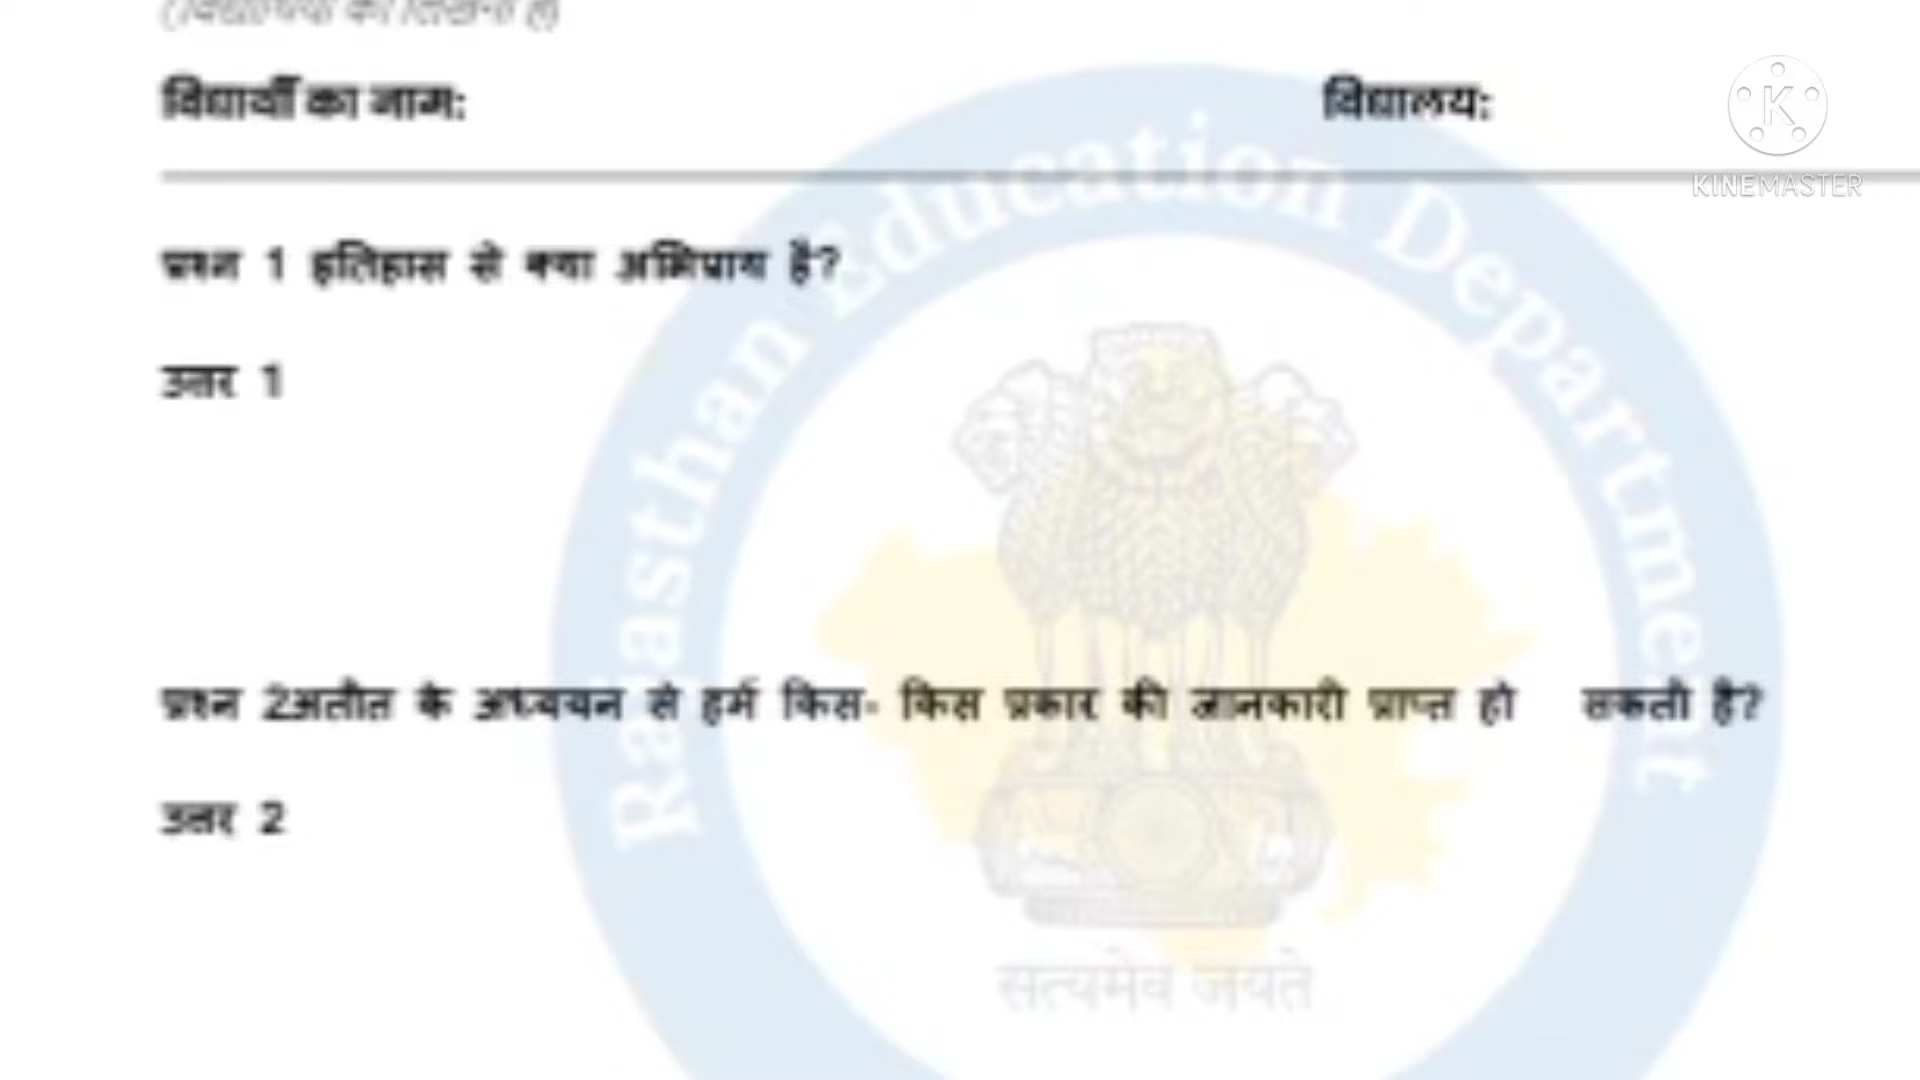 (विद्यार्थियों को लिखना है)
विद्यार्थी का नाम: विद्यालय:
KINEMASTER
Rajasthan Education Department
प्रश्न 1 इतिहास से क्या अभिप्राय है?
उत्तर 1
प्रश्न 2अतीत के अध्ययन से हमें किस- किस प्रकार की जानकारी प्राप्त हो सकती है?
उत्तर 2
सत्यमेव जयते